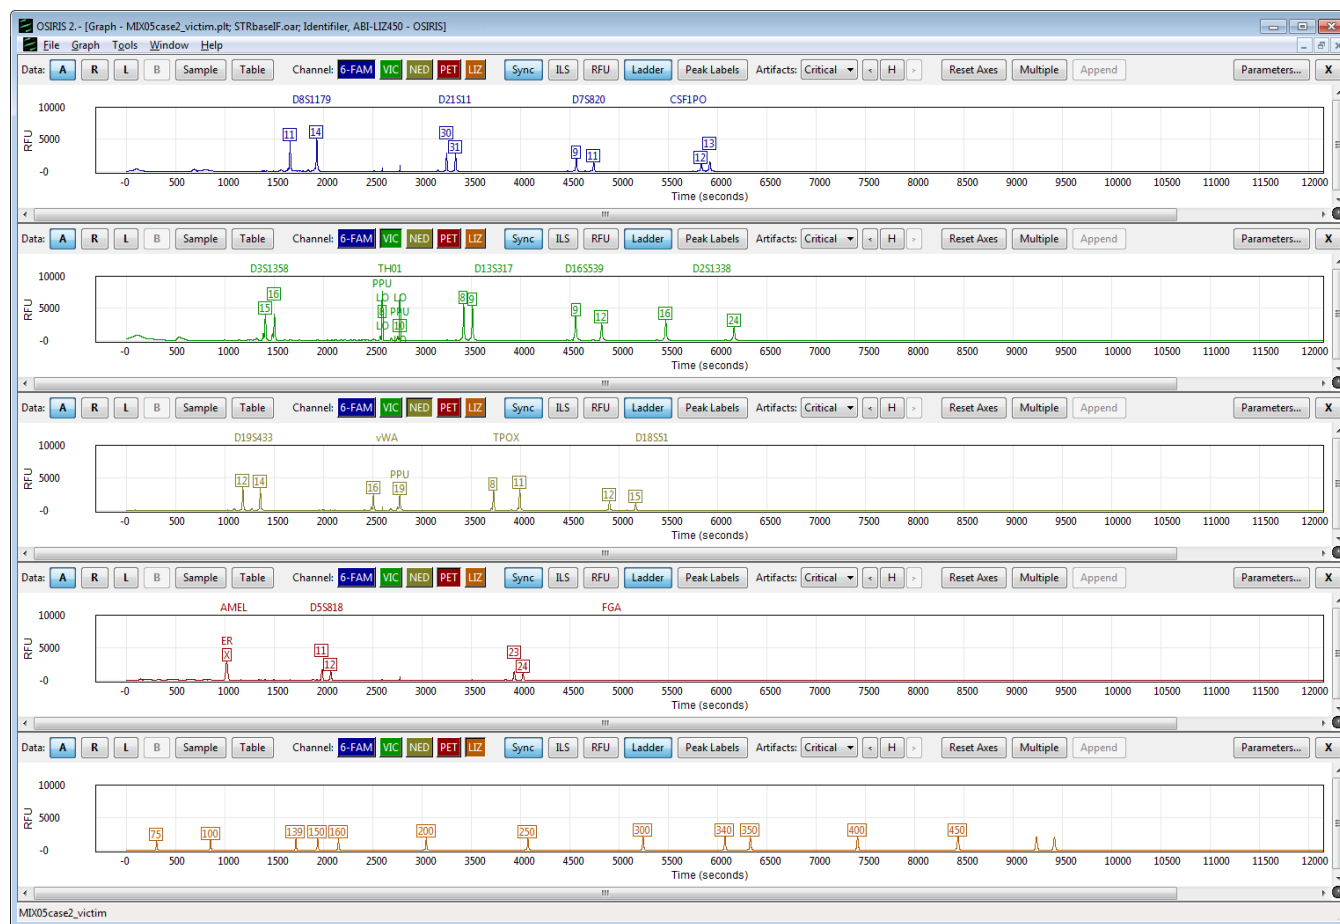 OSIRIS 2.- [Graph - MIX05case2_victim.plt; STRbaseIF.oar; Identifiler, ABI-LIZ450 - OSIRIS]
File Graph Tools Window Help
Data: A R L B Sample Table Channel: 6-FAM VIC NED PET LIZ Sync ILS RFU Ladder Peak Labels Artifacts: Critical < H > Reset Axes Multiple Append Parameters... X
D8S1179 D21S11 D7S820 CSF1PO
10000
5000
-0
RFU
11 14 30 31 9 11 12 13
-0 500 1000 1500 2000 2500 3000 3500 4000 4500 5000 5500 6000 6500 7000 7500 8000 8500 9000 9500 10000 10500 11000 11500 12000
Time (seconds)
Data: A R L B Sample Table Channel: 6-FAM VIC NED PET LIZ Sync ILS RFU Ladder Peak Labels Artifacts: Critical < H > Reset Axes Multiple Append Parameters... X
D3S1358 TH01 D13S317 D16S539 D2S1338
10000
5000
-0
RFU
PPU
LO LO
8 PPU
LO 10
15 16 8 9 9 12 16 24
-0 500 1000 1500 2000 2500 3000 3500 4000 4500 5000 5500 6000 6500 7000 7500 8000 8500 9000 9500 10000 10500 11000 11500 12000
Time (seconds)
Data: A R L B Sample Table Channel: 6-FAM VIC NED PET LIZ Sync ILS RFU Ladder Peak Labels Artifacts: Critical < H > Reset Axes Multiple Append Parameters... X
D19S433 vWA TPOX D18S51
10000
5000
-0
RFU
PPU
12 14 16 19 8 11 12 15
-0 500 1000 1500 2000 2500 3000 3500 4000 4500 5000 5500 6000 6500 7000 7500 8000 8500 9000 9500 10000 10500 11000 11500 12000
Time (seconds)
Data: A R L B Sample Table Channel: 6-FAM VIC NED PET LIZ Sync ILS RFU Ladder Peak Labels Artifacts: Critical < H > Reset Axes Multiple Append Parameters... X
AMEL D5S818 FGA
10000
5000
-0
RFU
ER
X 11 12 23 24
-0 500 1000 1500 2000 2500 3000 3500 4000 4500 5000 5500 6000 6500 7000 7500 8000 8500 9000 9500 10000 10500 11000 11500 12000
Time (seconds)
Data: A R L B Sample Table Channel: 6-FAM VIC NED PET LIZ Sync ILS RFU Ladder Peak Labels Artifacts: Critical < H > Reset Axes Multiple Append Parameters... X
10000
5000
-0
RFU
75 100 139 150 160 200 250 300 340 350 400 450
-0 500 1000 1500 2000 2500 3000 3500 4000 4500 5000 5500 6000 6500 7000 7500 8000 8500 9000 9500 10000 10500 11000 11500 12000
Time (seconds)
MIX05case2_victim